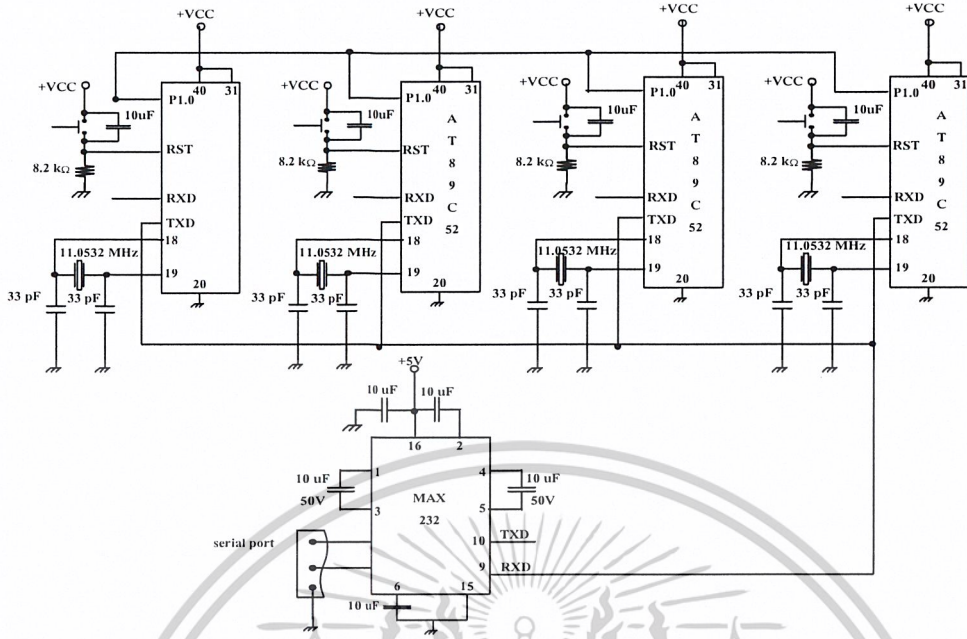 +VCC
+VCC
+VCC
+VCC
40 31
P1.0
+VCC
10uF
RST
8.2 kΩ
RXD
TXD
18
11.0532 MHz
19
33 pF
33 pF
20
40 31
P1.0
+VCC
10uF
RST
8.2 kΩ
RXD
TXD
18
11.0532 MHz
19
33 pF
33 pF
20
A
T
8
9
C
52
40 31
P1.0
+VCC
10uF
RST
8.2 kΩ
RXD
TXD
18
11.0532 MHz
19
33 pF
33 pF
20
A
T
8
9
C
52
40 31
P1.0
+VCC
10uF
RST
8.2 kΩ
RXD
TXD
18
11.0532 MHz
19
33 pF
33 pF
20
A
T
8
9
C
52
+5V
10 uF
10 uF
16 2
1
4
10 uF
50V
10 uF
50V
MAX
232
3
5
serial port
10 TXD
9 RXD
6 15
10 uF